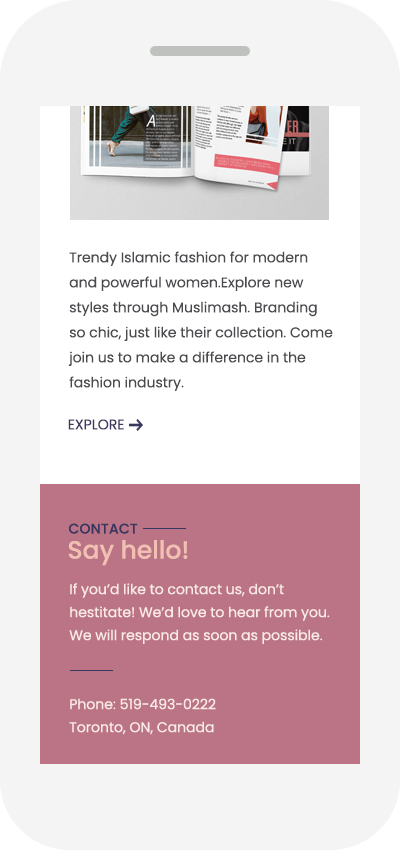 Trendy Islamic fashion for modern
and powerful women.Explore new
styles through Muslimash. Branding
so chic, just like their collection. Come
join us to make a difference in the
fashion industry.
EXPLORE
CONTACT
Say hello!
If you’d like to contact us, don’t
hestitate! We’d love to hear from you.
We will respond as soon as possible.
Phone: 519-493-0222
Toronto, ON, Canada